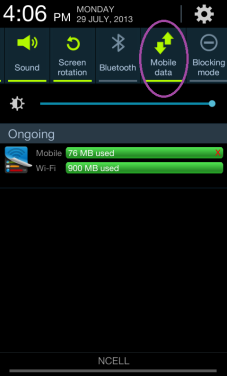 4:06 PM MONDAY
29 JULY, 2013
Sound
Screen
rotation
Bluetooth
Mobile
data
Blocking
mode
Ongoing
Mobile 76 MB used X
Wi-Fi 900 MB used
NCELL